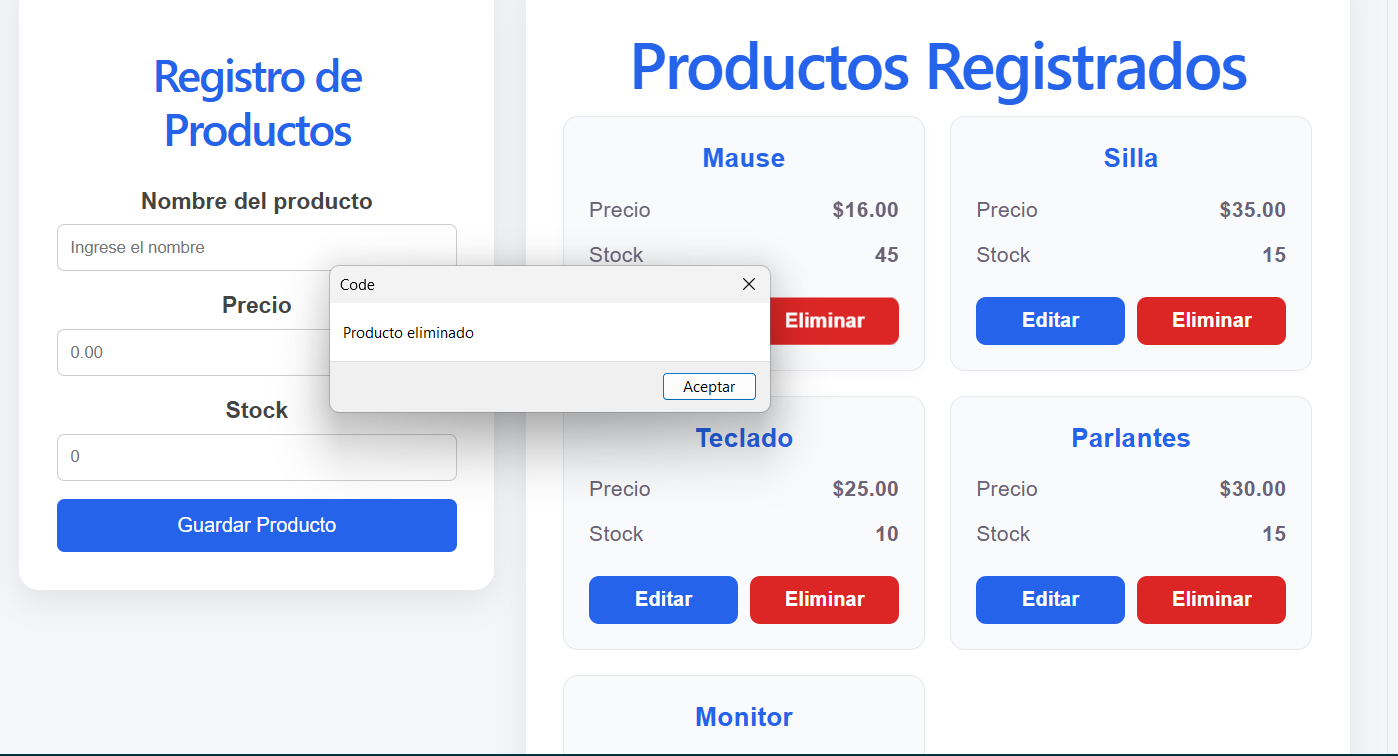 Registro de
Productos
Nombre del producto
Ingrese el nombre
Precio
0.00
Stock
0
Guardar Producto
Code
Producto eliminado
Aceptar
Productos Registrados
Mause
Precio $16.00
Stock 45
Eliminar
Silla
Precio $35.00
Stock 15
Editar Eliminar
Teclado
Precio $25.00
Stock 10
Editar Eliminar
Parlantes
Precio $30.00
Stock 15
Editar Eliminar
Monitor